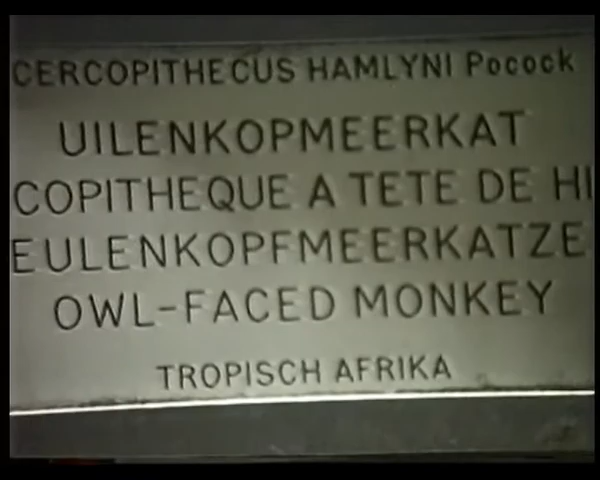 CERCOPITHECUS HAMLYNI Pocock
UILENKOPMEERKAT
COPITHEQUE A TETE DE HI
EULENKOPFMEERKATZE
OWL-FACED MONKEY
TROPISCH AFRIKA